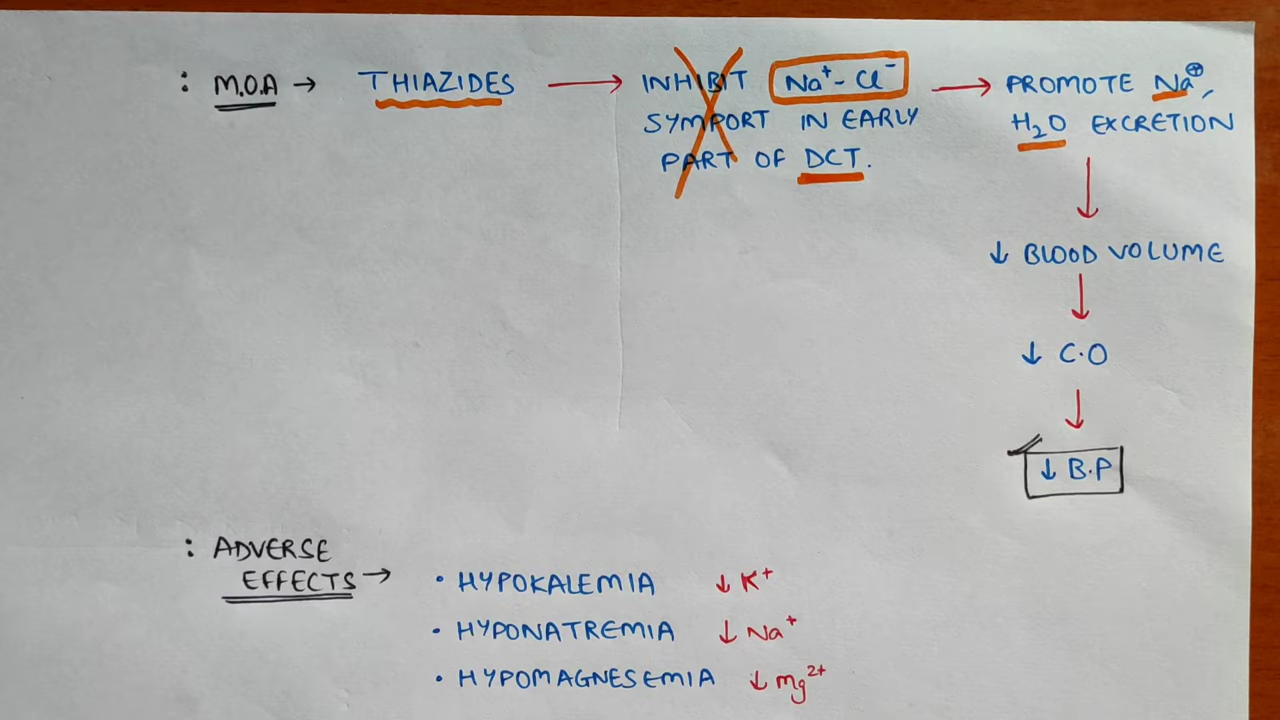 : M.O.A → THIAZIDES → INHIBIT Na⁺- Cl⁻ → PROMOTE Na⊕,
SYMPORT IN EARLY H₂O EXCRETION
PART OF DCT.
↓ BLOOD VOLUME
↓ C.O
↓ B.P
: ADVERSE
EFFECTS →
• HYPOKALEMIA ↓ K⁺
• HYPONATREMIA ↓ Na⁺
• HYPOMAGNESEMIA ↓ Mg²⁺